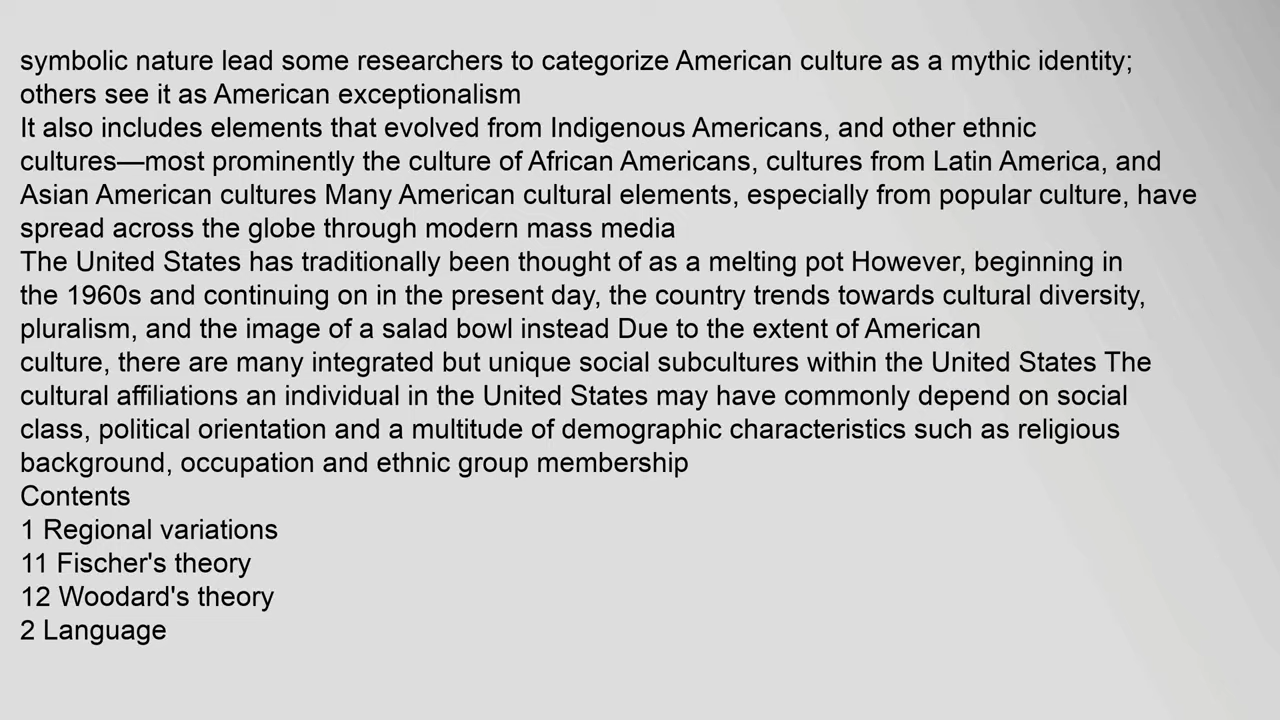 symbolic nature lead some researchers to categorize American culture as a mythic identity;
others see it as American exceptionalism
It also includes elements that evolved from Indigenous Americans, and other ethnic
cultures—most prominently the culture of African Americans, cultures from Latin America, and
Asian American cultures Many American cultural elements, especially from popular culture, have
spread across the globe through modern mass media
The United States has traditionally been thought of as a melting pot However, beginning in
the 1960s and continuing on in the present day, the country trends towards cultural diversity,
pluralism, and the image of a salad bowl instead Due to the extent of American
culture, there are many integrated but unique social subcultures within the United States The
cultural affiliations an individual in the United States may have commonly depend on social
class, political orientation and a multitude of demographic characteristics such as religious
background, occupation and ethnic group membership
Contents
1 Regional variations
11 Fischer's theory
12 Woodard's theory
2 Language